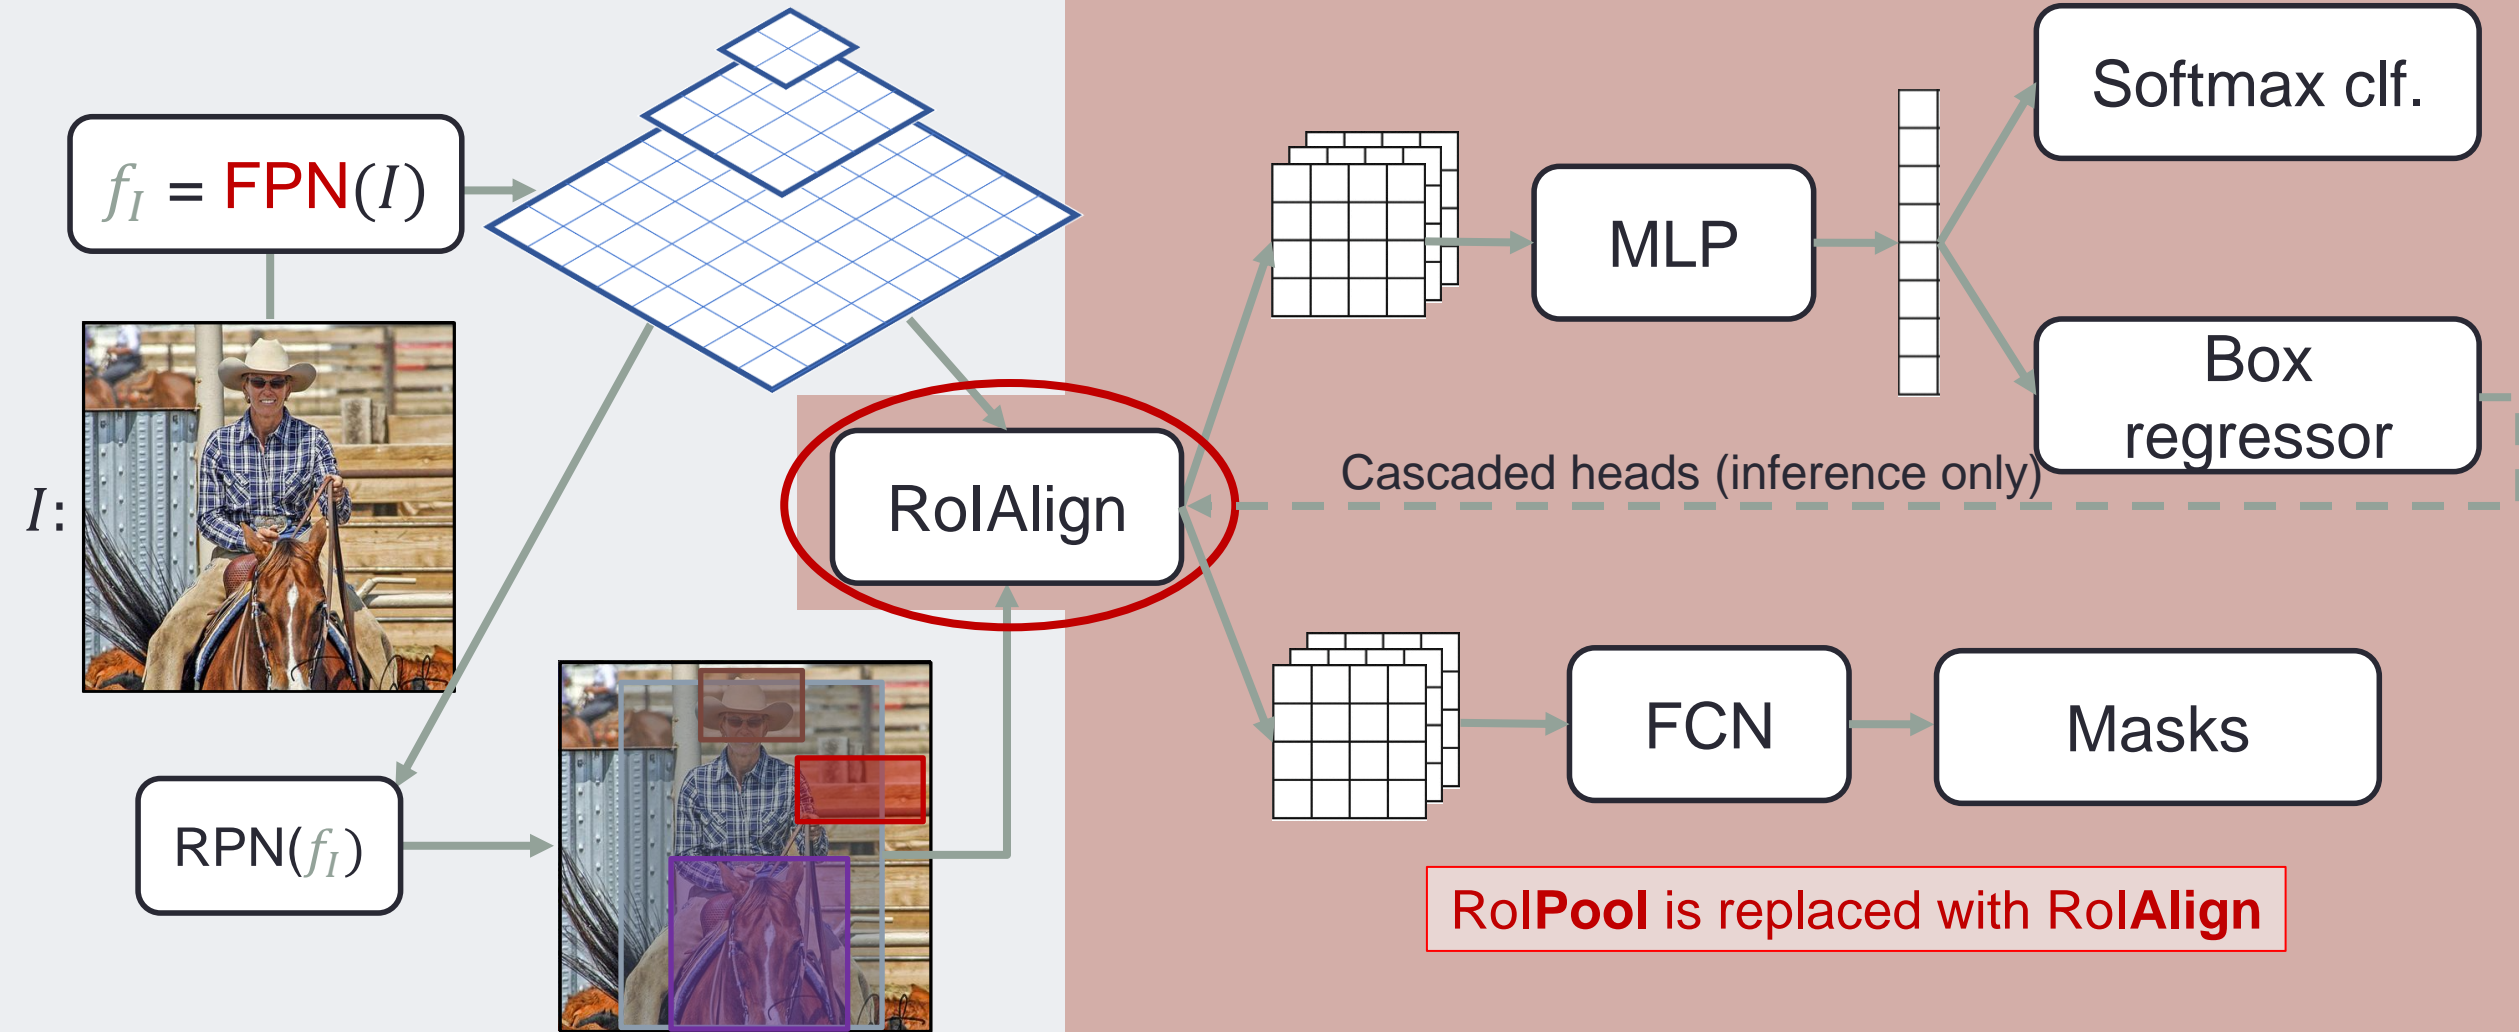 f_I = FPN(I)
I:
RPN(f_I)
RoIAlign
MLP
Softmax clf.
Box
regressor
Cascaded heads (inference only)
FCN
Masks
RoIPool is replaced with RoIAlign